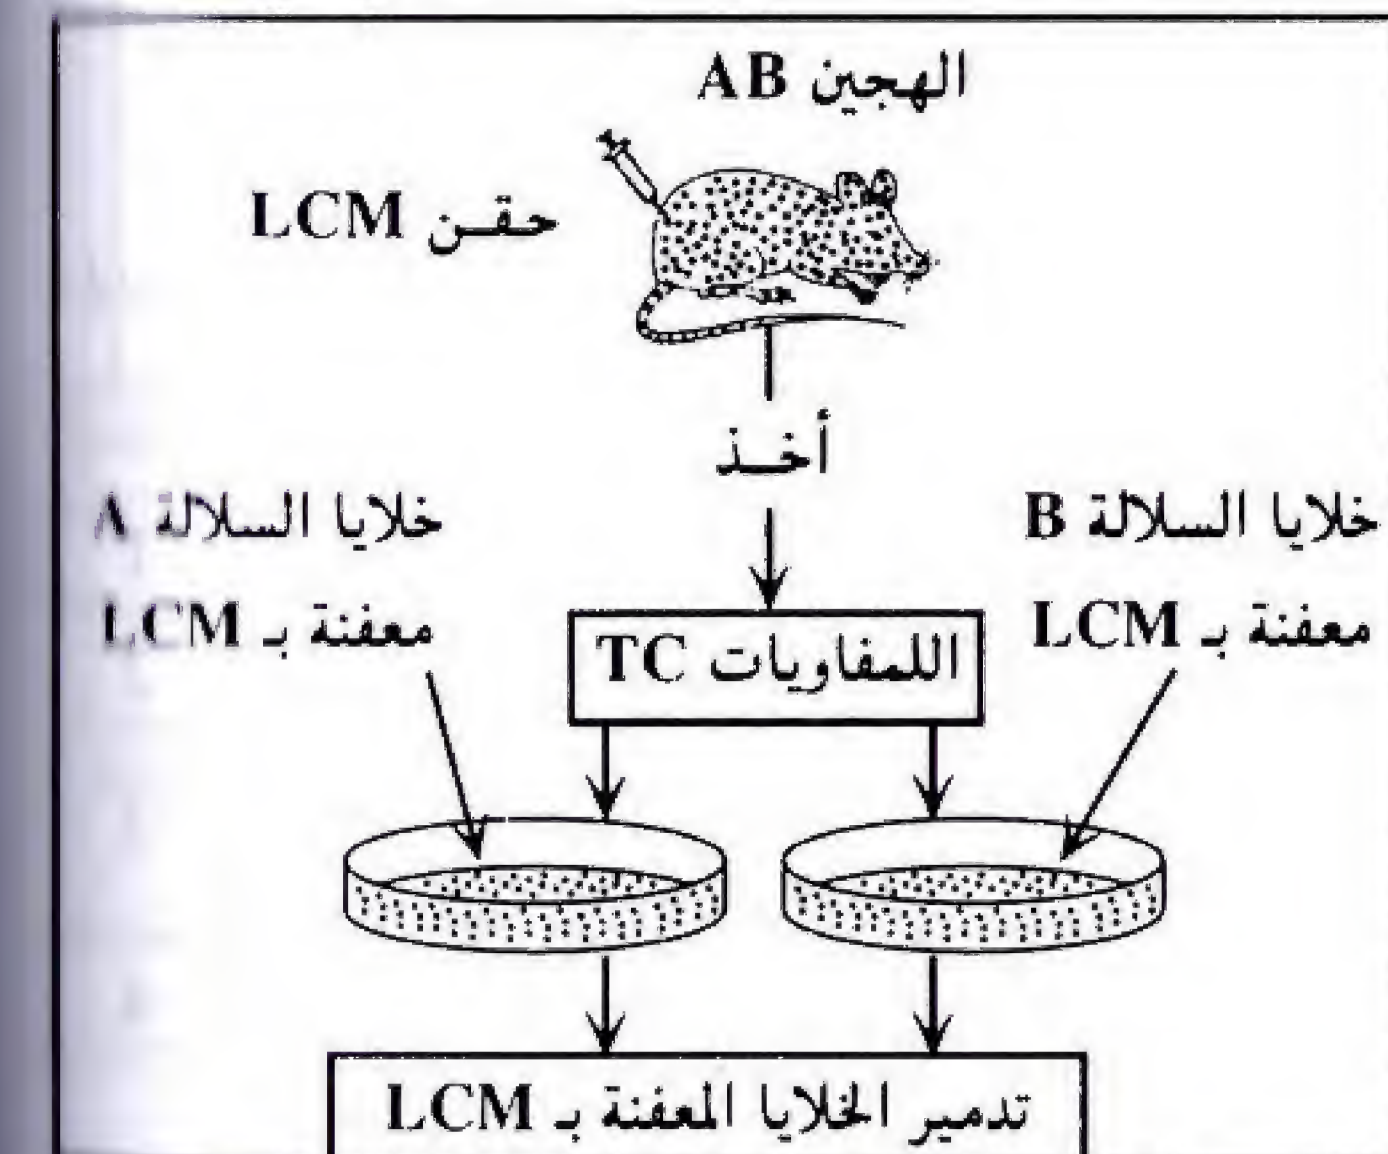 الهجين AB
حقن LCM
أخذ
خلايا السلالة B
معفنة بـ LCM
خلايا السلالة A
معفنة بـ LCM
اللمفاويات TC
تدمير الخلايا المعفنة بـ LCM